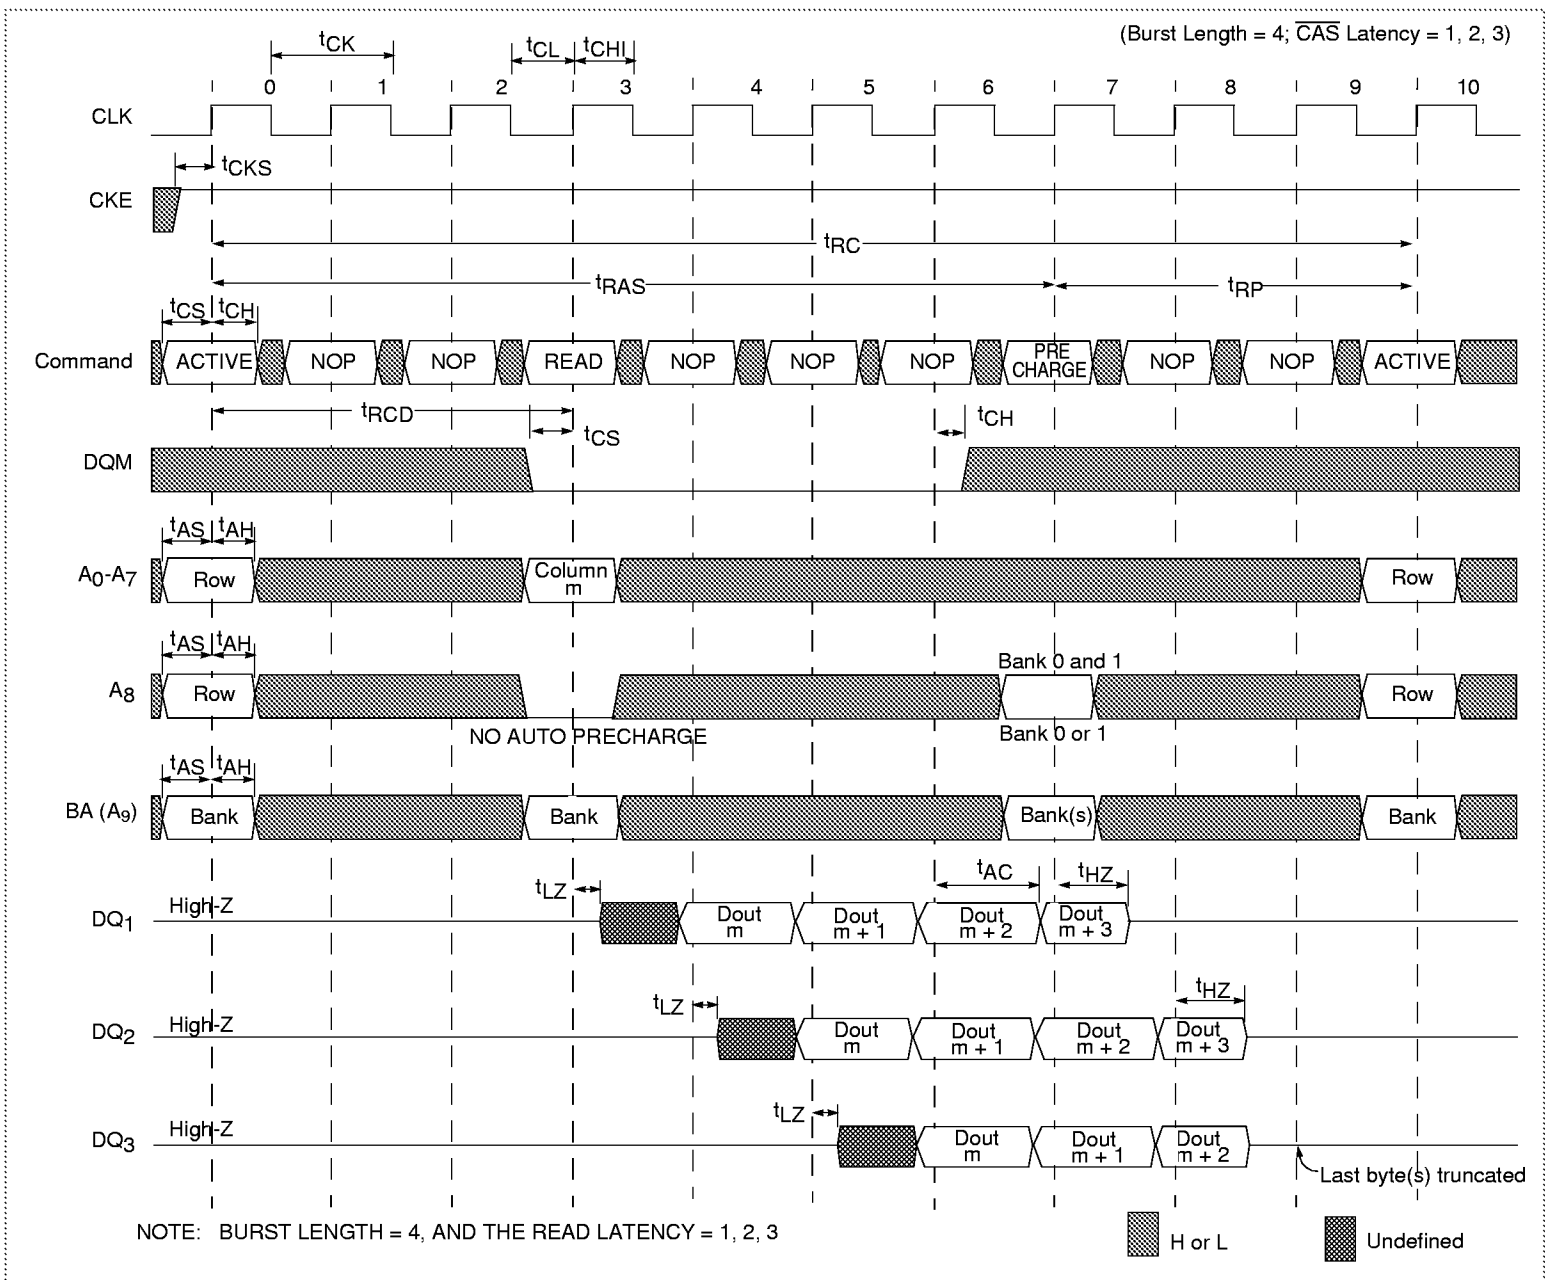 (Burst Length = 4; CAS Latency = 1, 2, 3)
tCK
tCL
tCHI
0 1 2 3 4 5 6 7 8 9 10
CLK
tCKS
CKE
tRC
tRAS
tRP
tCS
tCH
Command
ACTIVE
NOP
NOP
READ
NOP
NOP
NOP
PRE
CHARGE
NOP
NOP
ACTIVE
tRCD
tCS
tCH
DQM
tAS
tAH
A0-A7
Row
Column
m
Row
tAS
tAH
Bank 0 and 1
A8
Row
Row
NO AUTO PRECHARGE
Bank 0 or 1
tAS
tAH
BA (A9)
Bank
Bank
Bank(s)
Bank
tLZ
tAC
tHZ
DQ1
High-Z
Dout
m
Dout
m + 1
Dout
m + 2
Dout
m + 3
tLZ
tHZ
DQ2
High-Z
Dout
m
Dout
m + 1
Dout
m + 2
Dout
m + 3
tLZ
DQ3
High-Z
Dout
m
Dout
m + 1
Dout
m + 2
Last byte(s) truncated
NOTE: BURST LENGTH = 4, AND THE READ LATENCY = 1, 2, 3
H or L
Undefined